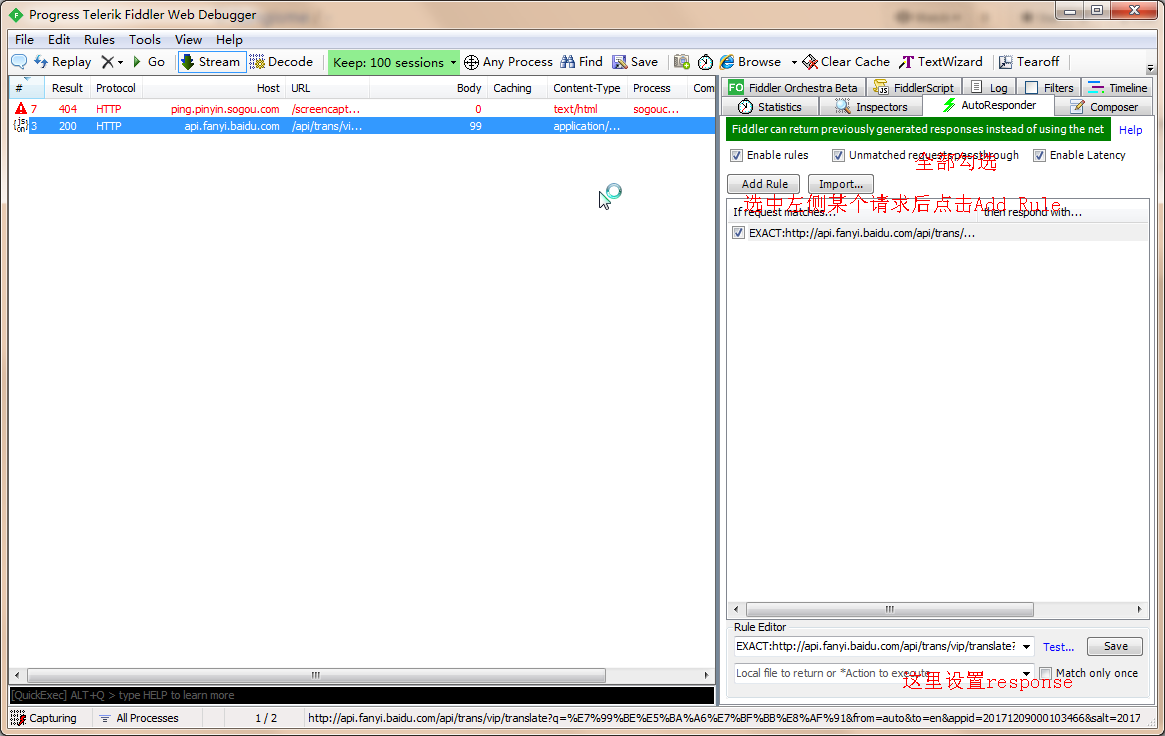 Progress Telerik Fiddler Web Debugger
File Edit Rules Tools View Help
Replay Go Stream Decode Keep: 100 sessions Any Process Find Save Browse Clear Cache TextWizard Tearoff
# Result Protocol Host URL Body Caching Content-Type Process Com
7 404 HTTP ping.pinyin.sogou.com /screencapt... 0 text/html sogouc...
3 200 HTTP api.fanyi.baidu.com /api/trans/vi... 99 application/...
FO Fiddler Orchestra Beta FiddlerScript Log Filters Timeline
Statistics Inspectors AutoResponder Composer
Fiddler can return previously generated responses instead of using the net Help
Enable rules Unmatched requests passthrough Enable Latency
全部勾选
Add Rule Import...
选中左侧某个请求后点击Add Rule
If request matches... then respond with...
EXACT:http://api.fanyi.baidu.com/api/trans/...
Rule Editor
EXACT:http://api.fanyi.baidu.com/api/trans/vip/translate? Test... Save
Local file to return or *Action to execute Match only once
这里设置response
[QuickExec] ALT+Q > type HELP to learn more
Capturing All Processes 1 / 2 http://api.fanyi.baidu.com/api/trans/vip/translate?q=%E7%99%BE%E5%BA%A6%E7%BF%BB%E8%AF%91&from=auto&to=en&appid=20171209000103466&salt=2017